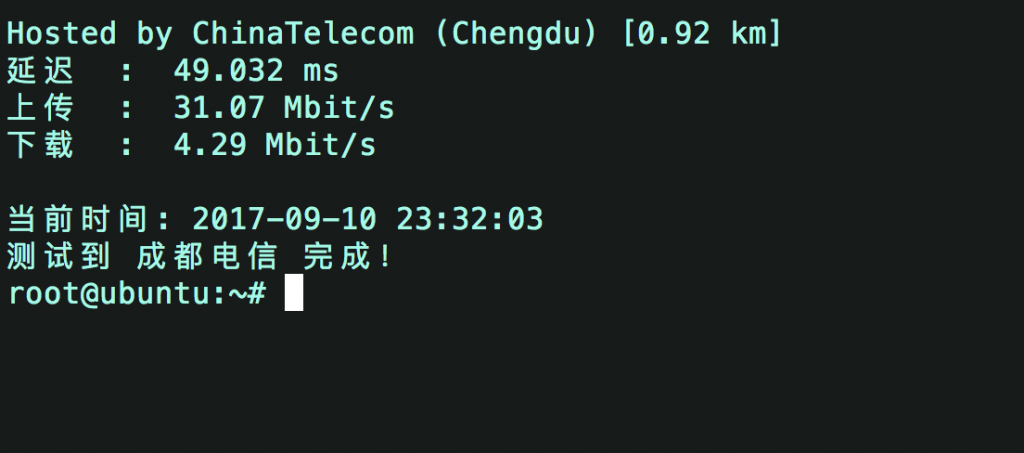 Hosted by ChinaTelecom (Chengdu) [0.92 km]
延迟 : 49.032 ms
上传 : 31.07 Mbit/s
下载 : 4.29 Mbit/s
当前时间: 2017-09-10 23:32:03
测试到 成都电信 完成!
root@ubuntu:~#